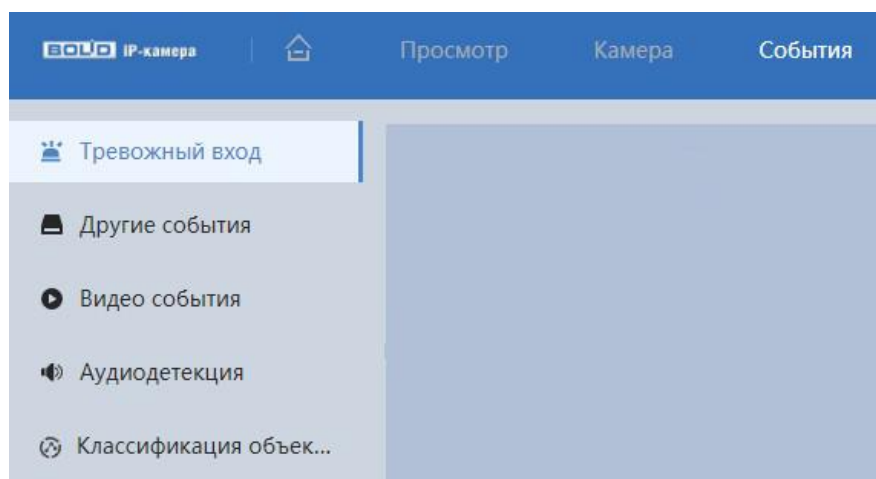 BOLID IP-камера Просмотр Камера События
Тревожный вход
Другие события
Видео события
Аудиодетекция
Классификация объек...